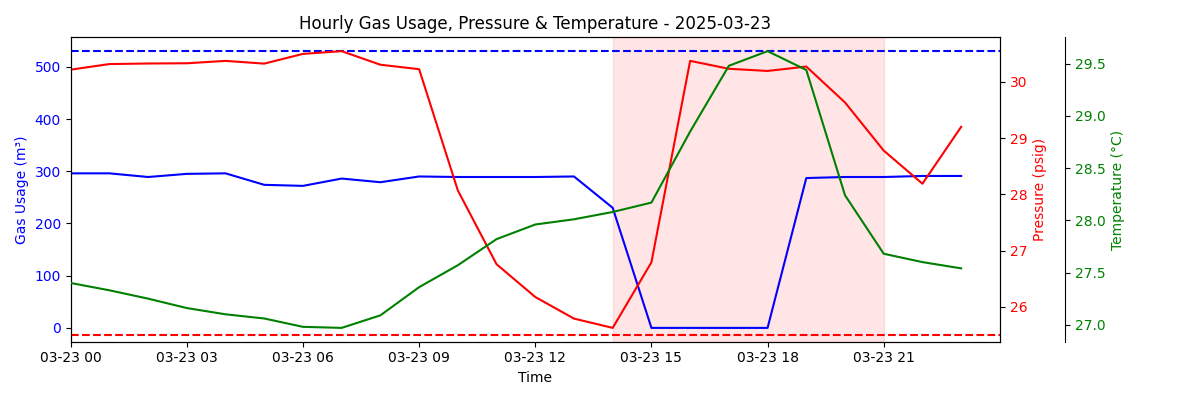 Hourly Gas Usage, Pressure & Temperature - 2025-03-23
Gas Usage (m³)
500
400
300
200
100
0
30
29
28
27
26
Pressure (psig)
29.5
29.0
28.5
28.0
27.5
27.0
Temperature (°C)
03-23 00 03-23 03 03-23 06 03-23 09 03-23 12 03-23 15 03-23 18 03-23 21
Time